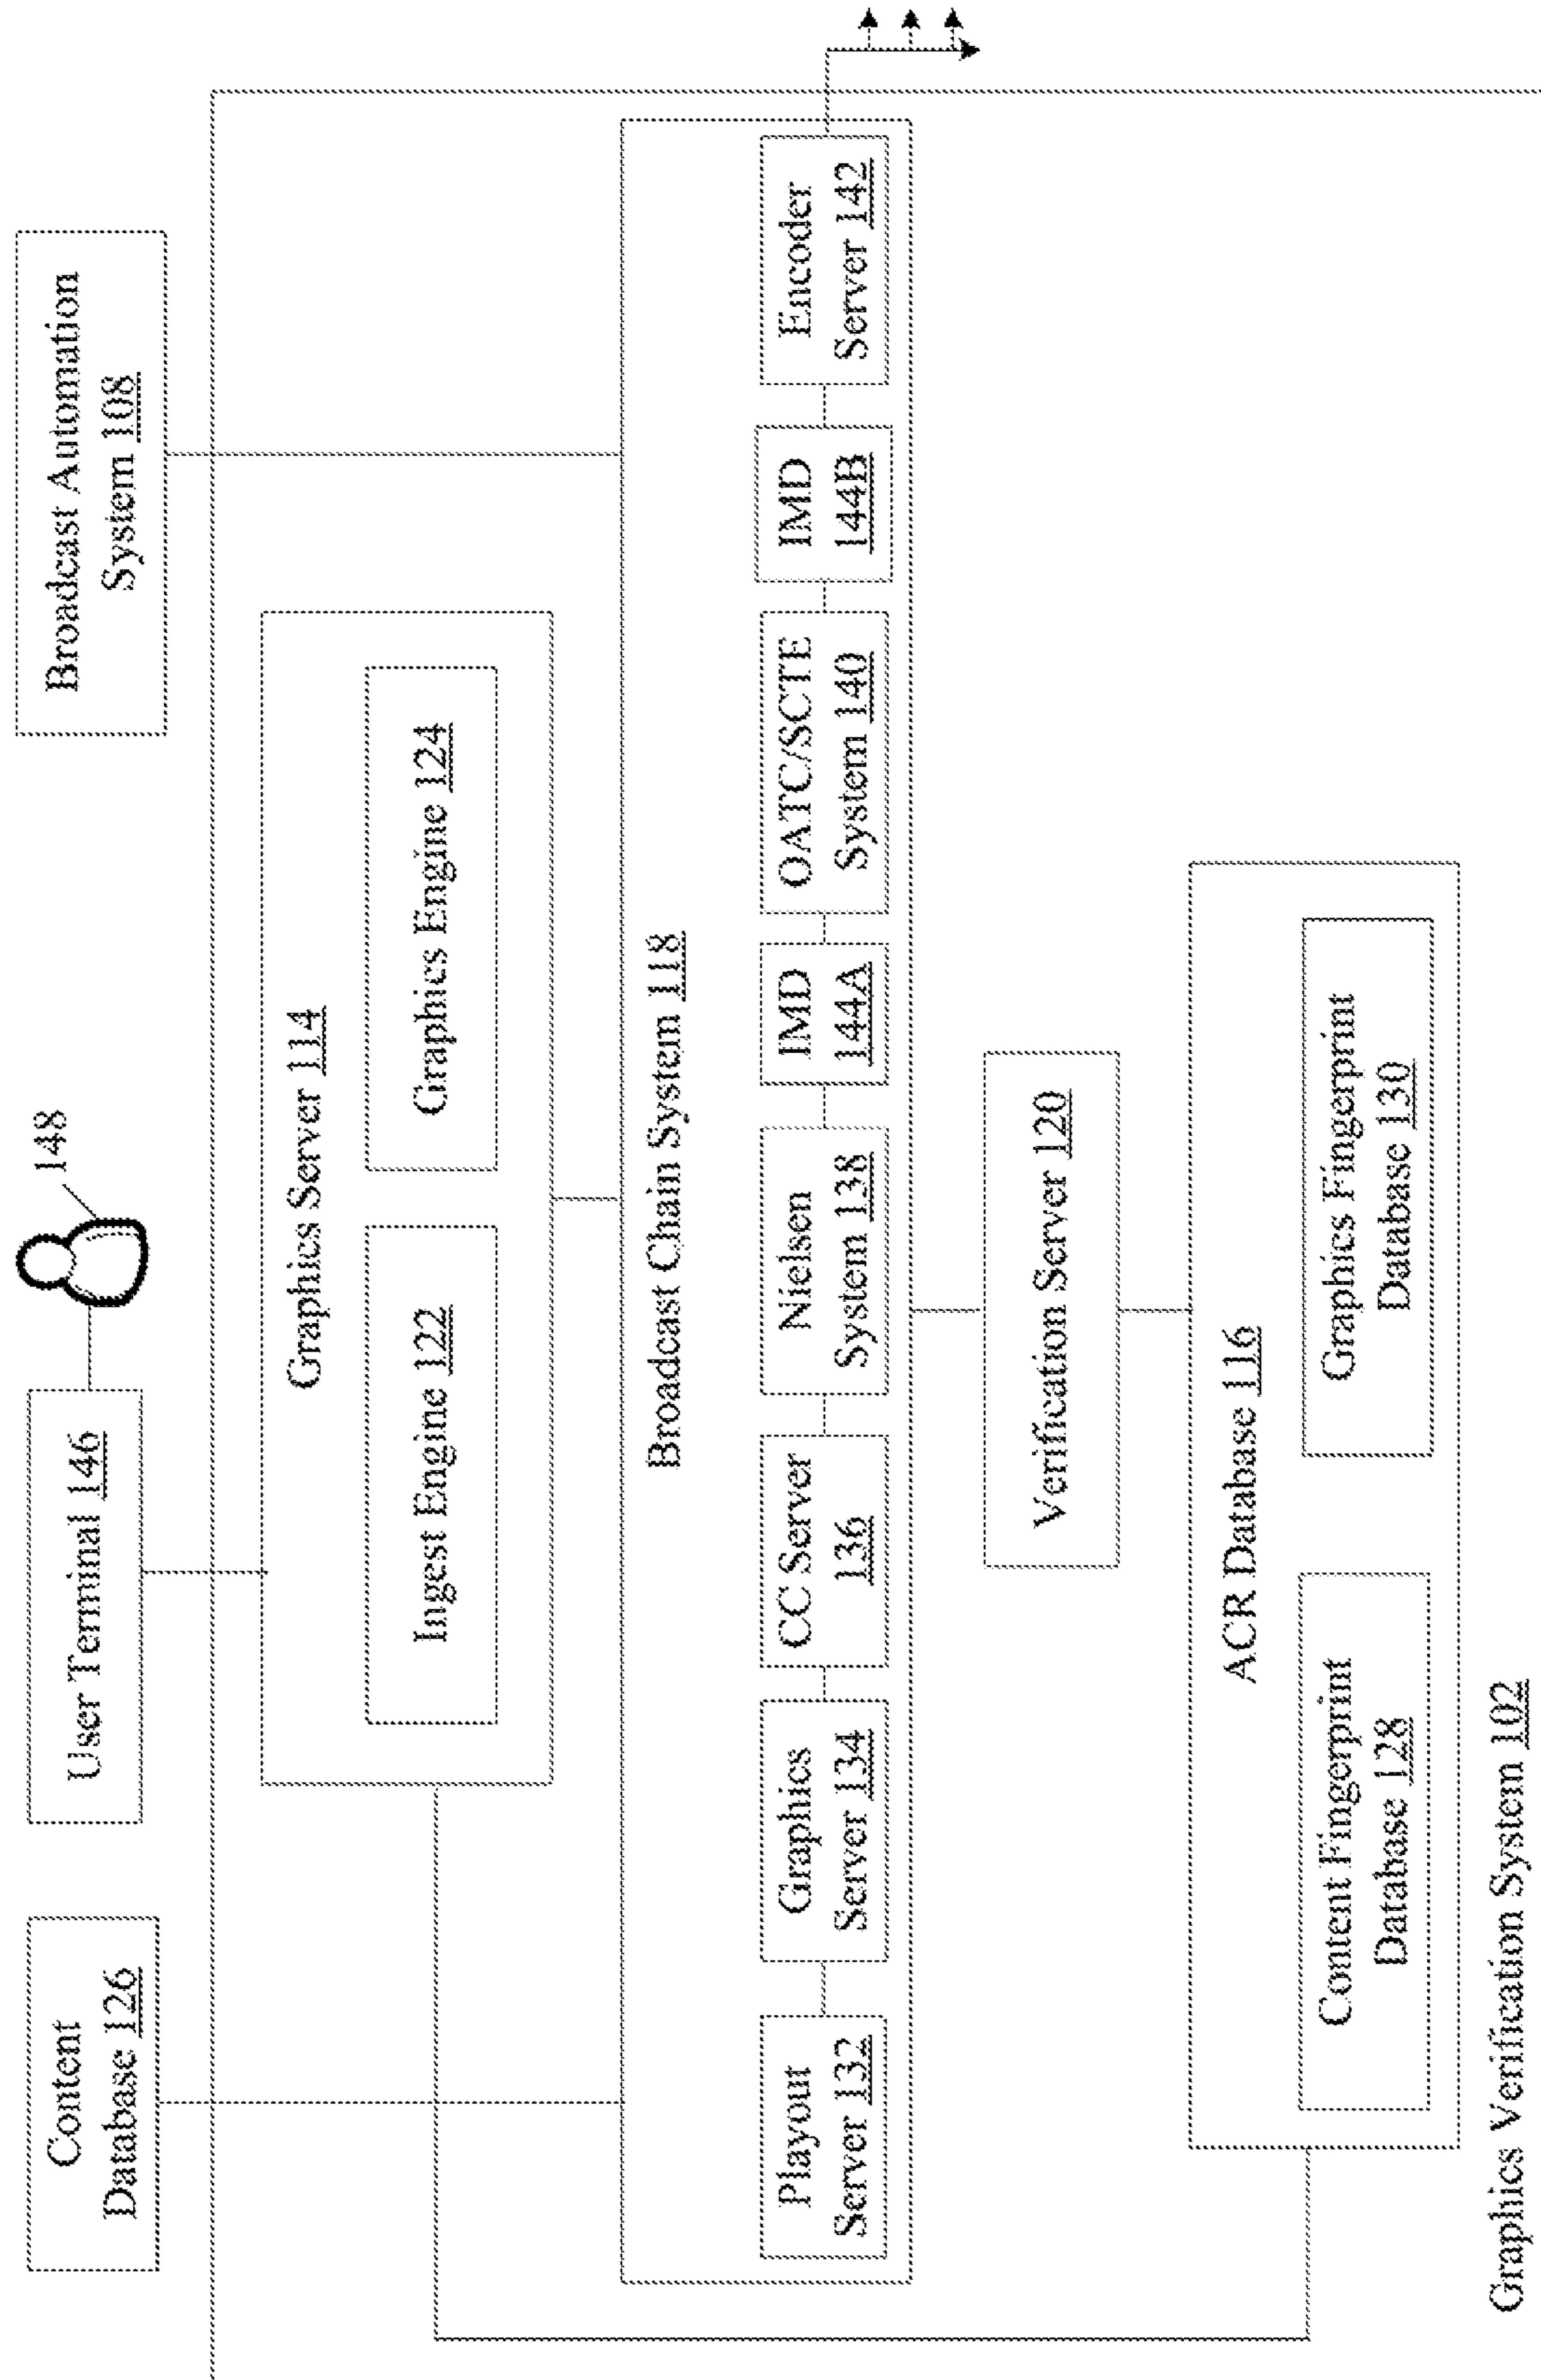 Content
Database 126
User Terminal 146
148
Broadcast Automation
System 108
Graphics Server 114
Ingest Engine 122
Graphics Engine 124
Broadcast Chain System 118
Playout
Server 132
Graphics
Server 134
CC Server
136
Nielsen
System 138
IMD
144A
OATC/SCTE
System 140
IMD
144B
Encoder
Server 142
Verification Server 120
ACR Database 116
Content Fingerprint
Database 128
Graphics Fingerprint
Database 130
Graphics Verification System 102